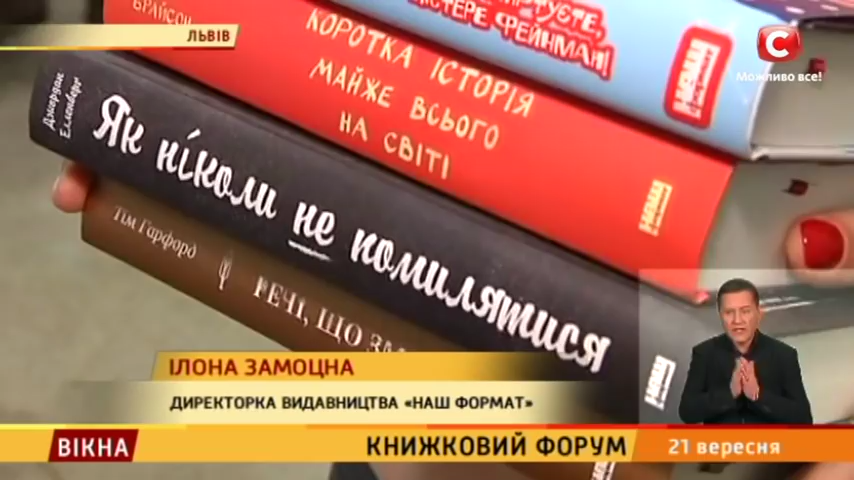 ЛЬВІВ
Можливо все!
МІСТЕРЕ ФЕЙНМАН!
БРАЙСОН
КОРОТКА ІСТОРІЯ
МАЙЖЕ ВСЬОГО
НА СВІТІ
Джордан
Елленберг
Як ніколи не помилятися
Тім Гарфорд
РЕЧІ, ЩО
ІЛОНА ЗАМОЦНА
ДИРЕКТОРКА ВИДАВНИЦТВА «НАШ ФОРМАТ»
ВІКНА
КНИЖКОВИЙ ФОРУМ
21 вересня